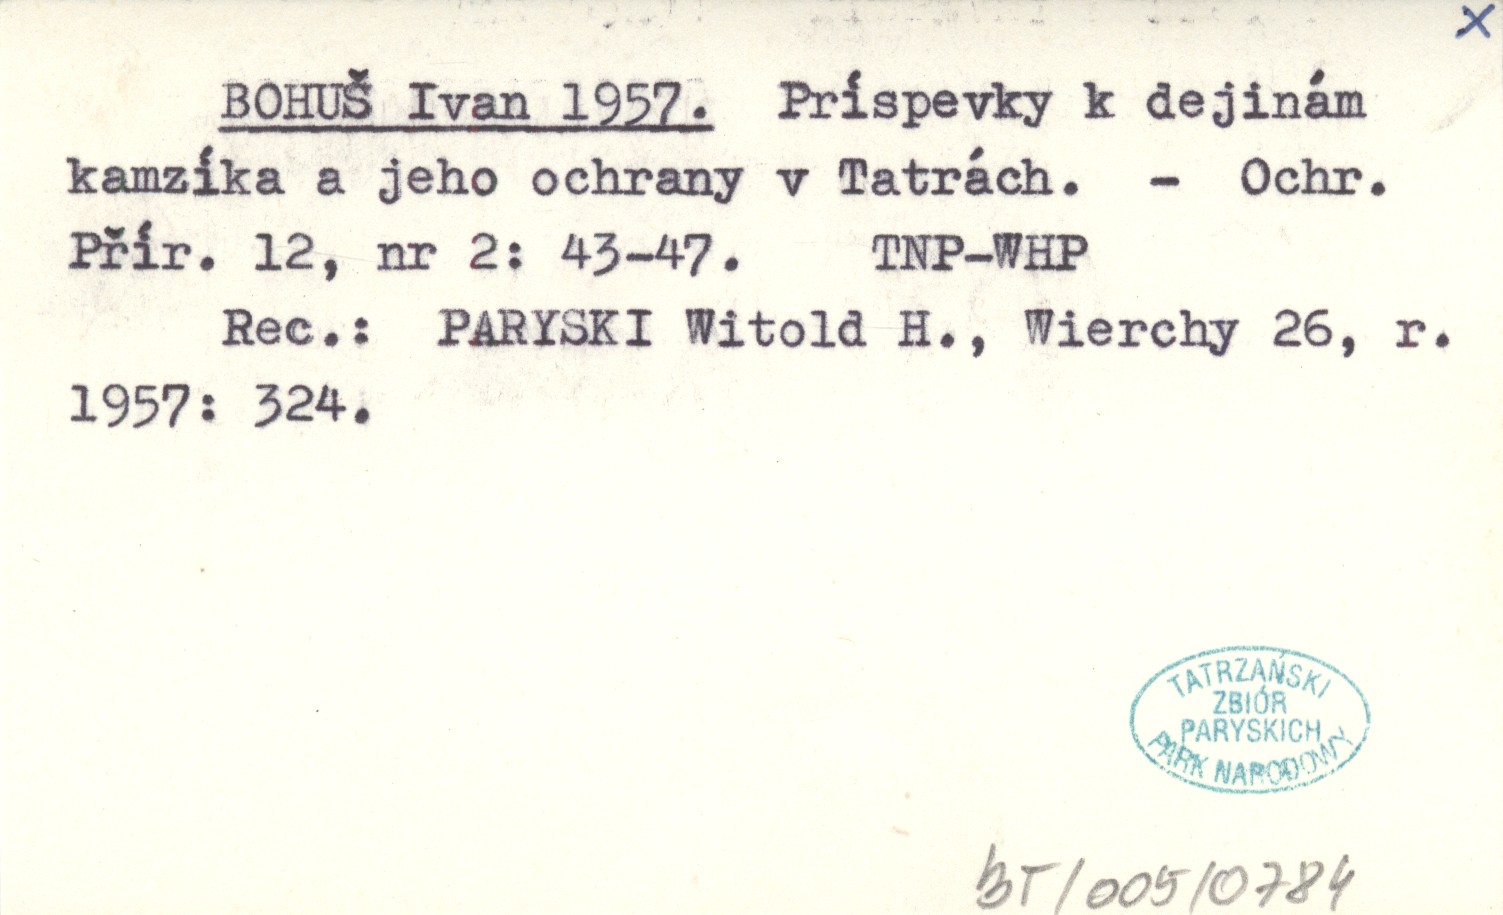 x
BOHUŠ Ivan 1957. Príspevky k dejinám
kamzíka a jeho ochrany v Tatrách. - Ochr.
Přír. 12, nr 2: 43-47. TNP-WHP
Rec.: PARYSKI Witold H., Wierchy 26, r.
1957: 324.
TATRZAŃSKI
ZBIÓR
PARYSKICH
PARK NARODOWY
BT/005/0784